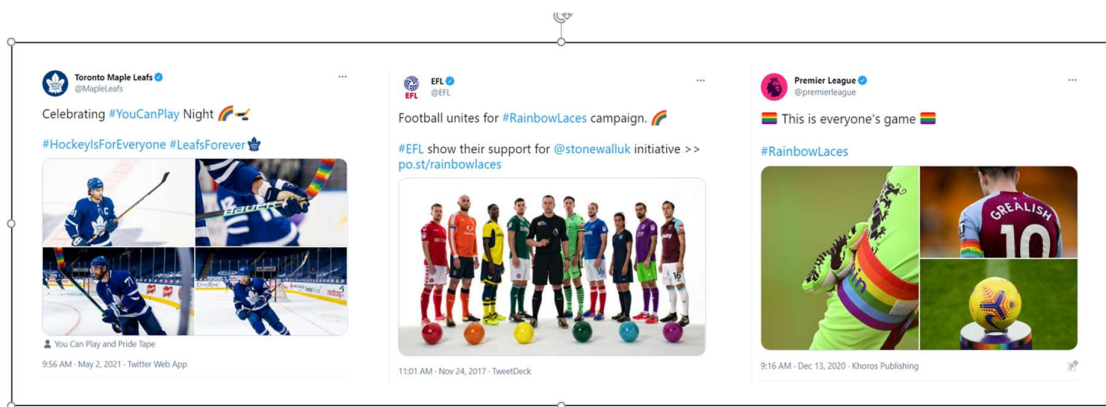 Toronto Maple Leafs
@MapleLeafs
Celebrating #YouCanPlay Night
#HockeyIsForEveryone #LeafsForever
You Can Play and Pride Tape
9:56 AM · May 2, 2021 · Twitter Web App
EFL
EFL
@EFL
Football unites for #RainbowLaces campaign.
#EFL show their support for @stonewalluk initiative >>
po.st/rainbowlaces
11:01 AM · Nov 24, 2017 · TweetDeck
Premier League
@premierleague
This is everyone's game
#RainbowLaces
GREALISH
10
9:16 AM · Dec 13, 2020 · Khoros Publishing